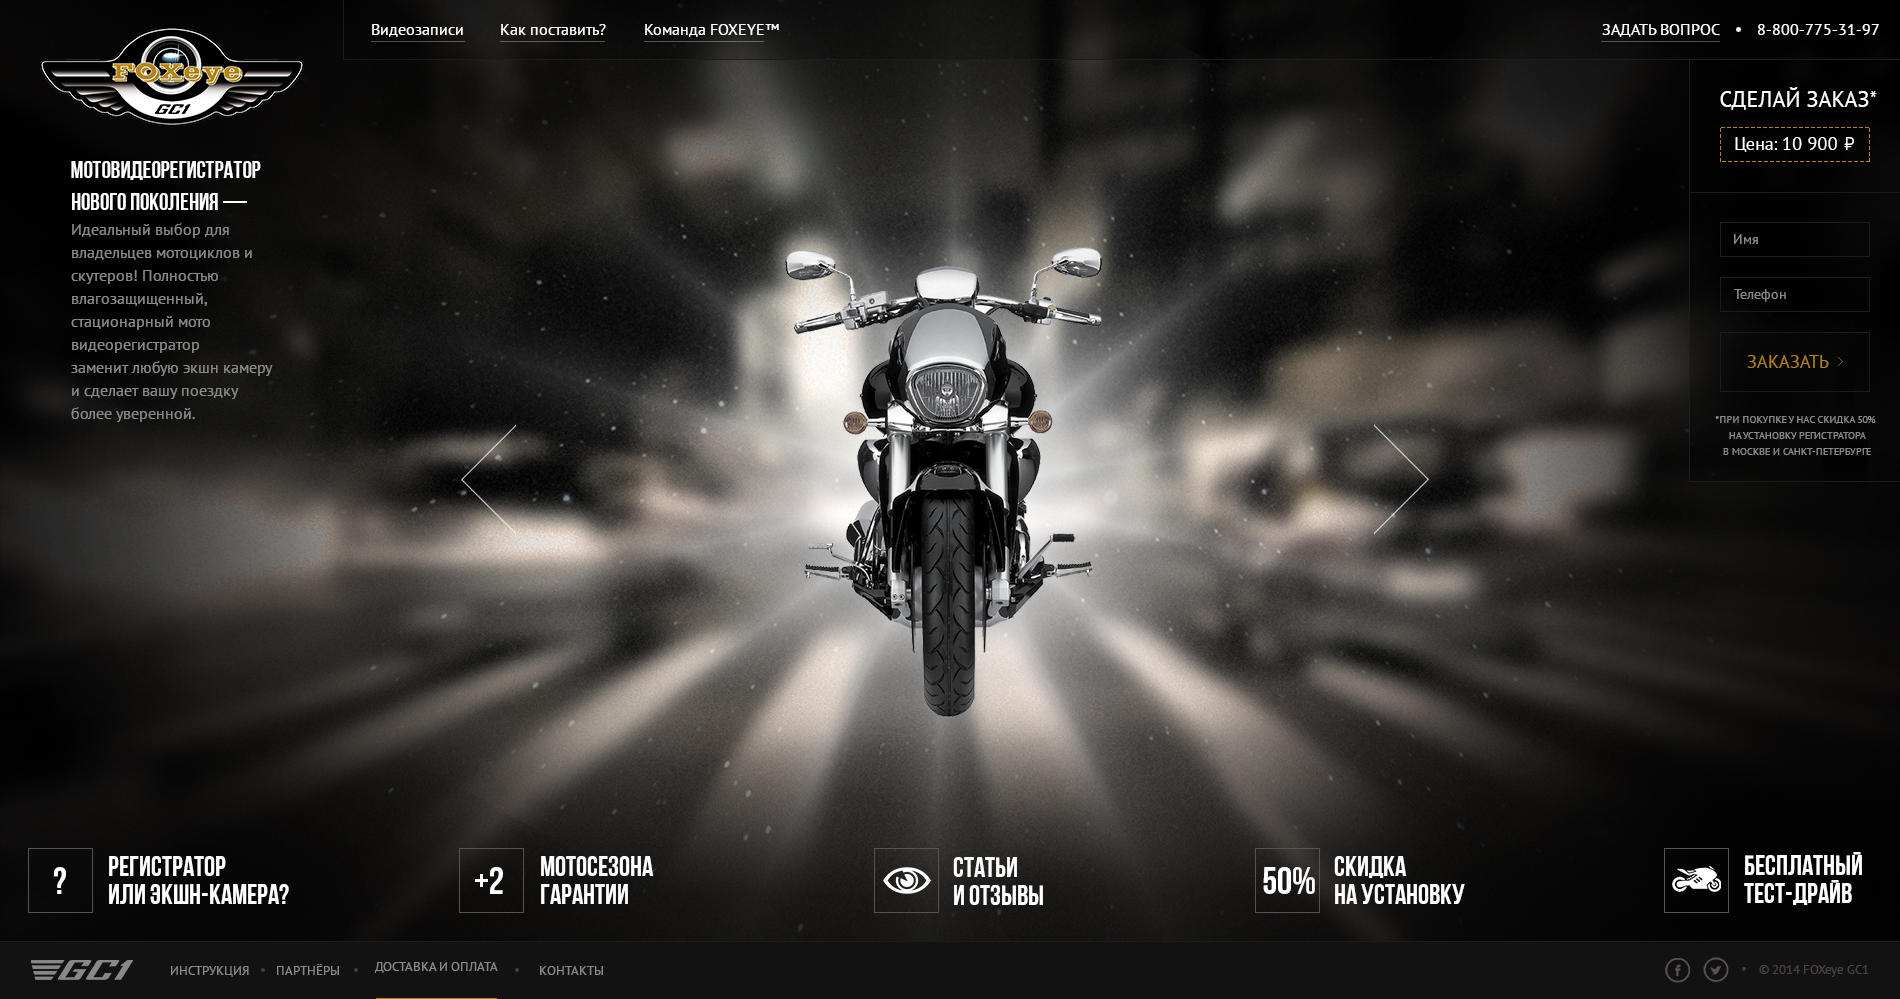 FOXeye
GC1
Видеозаписи
Как поставить?
Команда FOXEYE™
ЗАДАТЬ ВОПРОС • 8-800-775-31-97
МОТОВИДЕОРЕГИСТРАТОР
НОВОГО ПОКОЛЕНИЯ —
Идеальный выбор для
владельцев мотоциклов и
скутеров! Полностью
влагозащищенный,
стационарный мото
видеорегистратор
заменит любую экшн камеру
и сделает вашу поездку
более уверенной.
СДЕЛАЙ ЗАКАЗ*
Цена: 10 900 ₽
Имя
Телефон
ЗАКАЗАТЬ >
*ПРИ ПОКУПКЕ У НАС СКИДКА 50%
НА УСТАНОВКУ РЕГИСТРАТОРА
В МОСКВЕ И САНКТ-ПЕТЕРБУРГЕ
?
РЕГИСТРАТОР
ИЛИ ЭКШН-КАМЕРА?
+2
МОТОСЕЗОНА
ГАРАНТИИ
СТАТЬИ
И ОТЗЫВЫ
50%
СКИДКА
НА УСТАНОВКУ
БЕСПЛАТНЫЙ
ТЕСТ-ДРАЙВ
GC1
ИНСТРУКЦИЯ • ПАРТНЁРЫ • ДОСТАВКА И ОПЛАТА • КОНТАКТЫ
• © 2014 FOXeye GC1